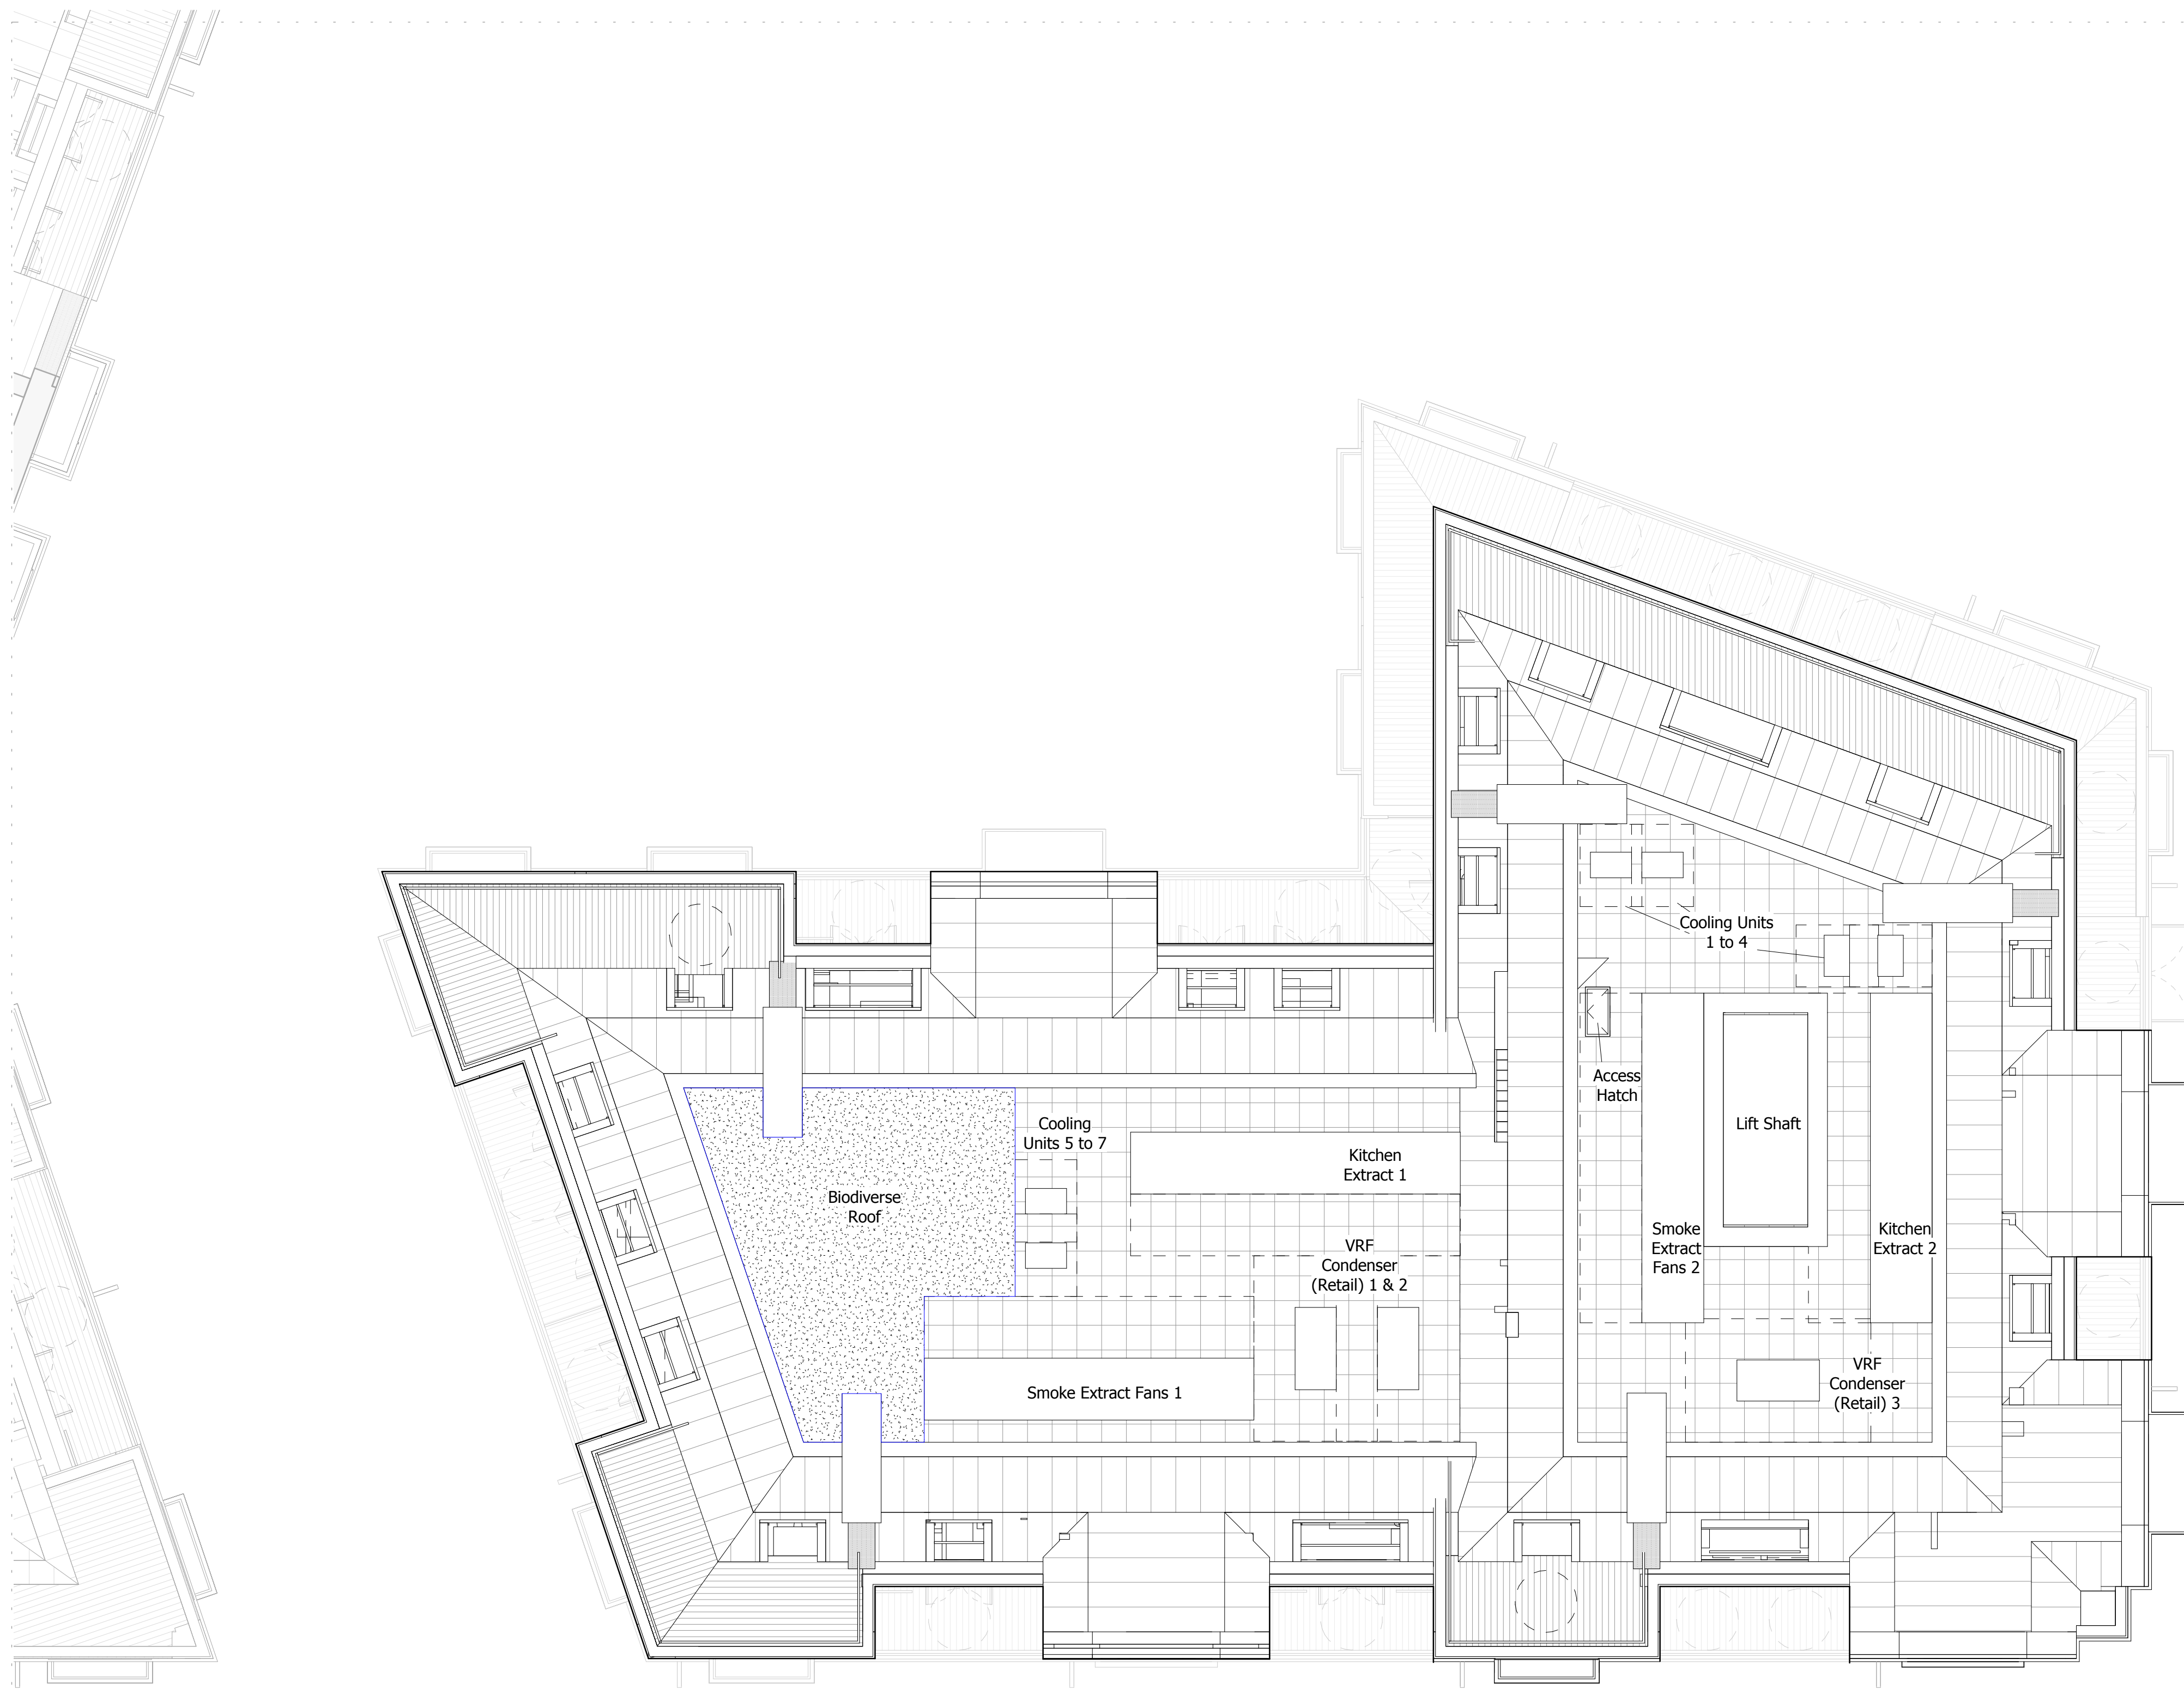 Cooling Units
1 to 4
Access
Hatch
Lift Shaft
Cooling
Units 5 to 7
Kitchen
Extract 1
Biodiverse
Roof
VRF
Condenser
(Retail) 1 & 2
Smoke
Extract
Fans 2
Kitchen
Extract 2
Smoke Extract Fans 1
VRF
Condenser
(Retail) 3